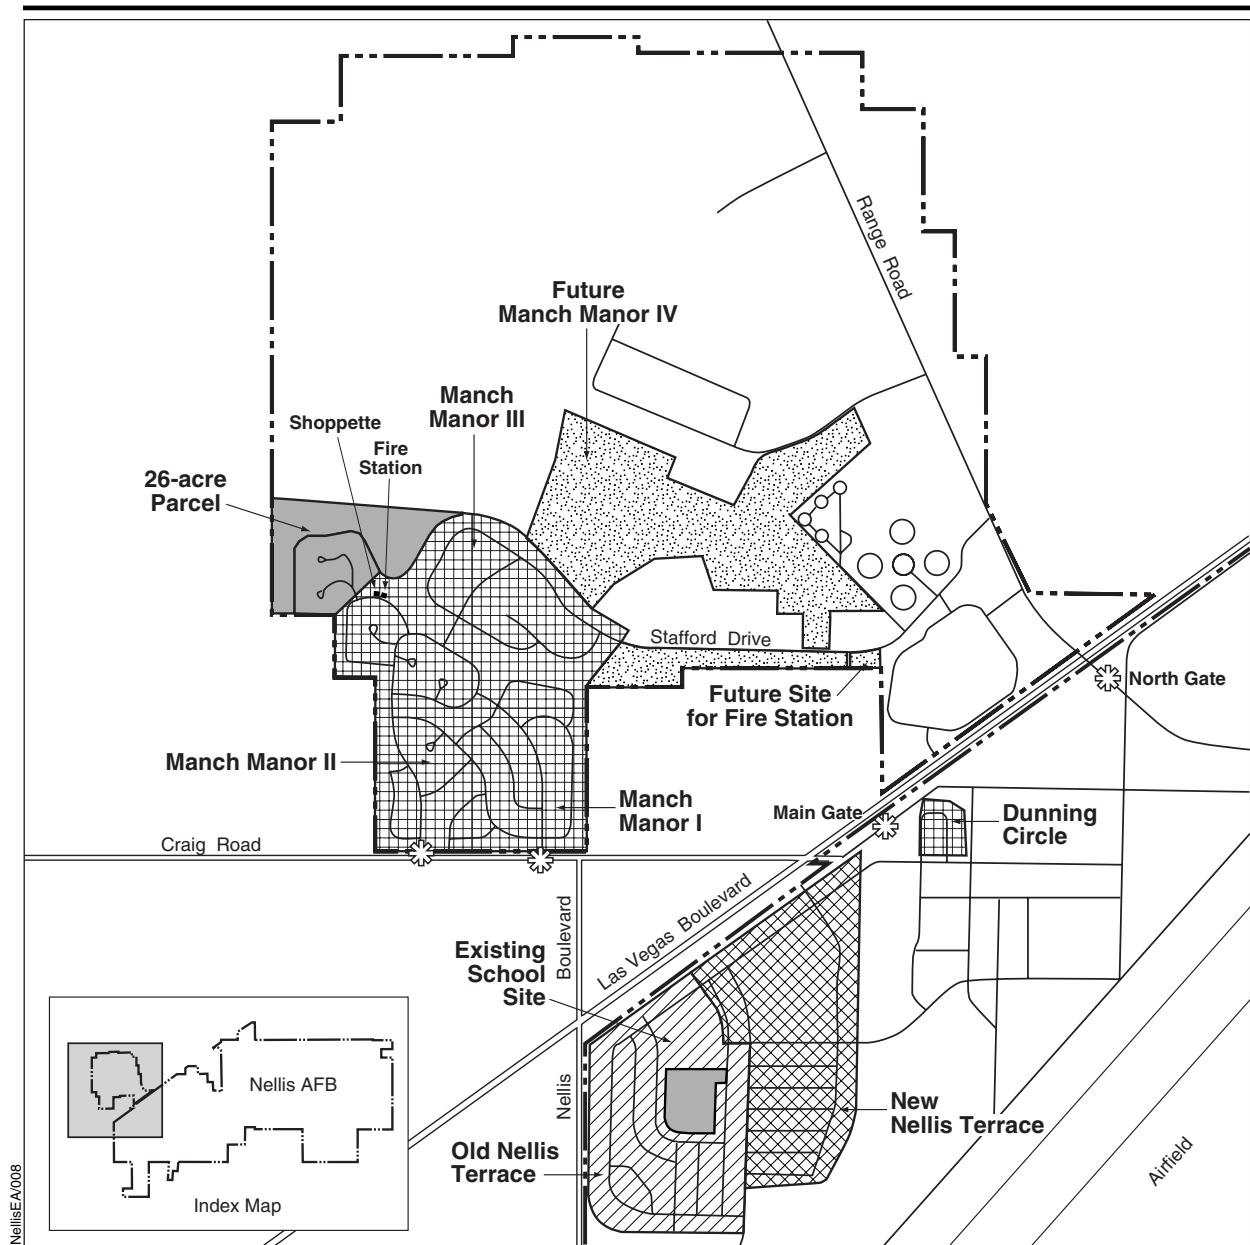 Range Road
Future
Manch Manor IV
Manch
Manor III
Shoppette
Fire
Station
26-acre
Parcel
Stafford Drive
North Gate
Future Site
for Fire Station
Manch Manor II
Manch
Manor I
Main Gate
Dunning
Circle
Craig Road
Las Vegas Boulevard
Existing
School
Site
Nellis Boulevard
New
Nellis Terrace
Old Nellis
Terrace
Airfield
Nellis AFB
Index Map
NellisEA/008